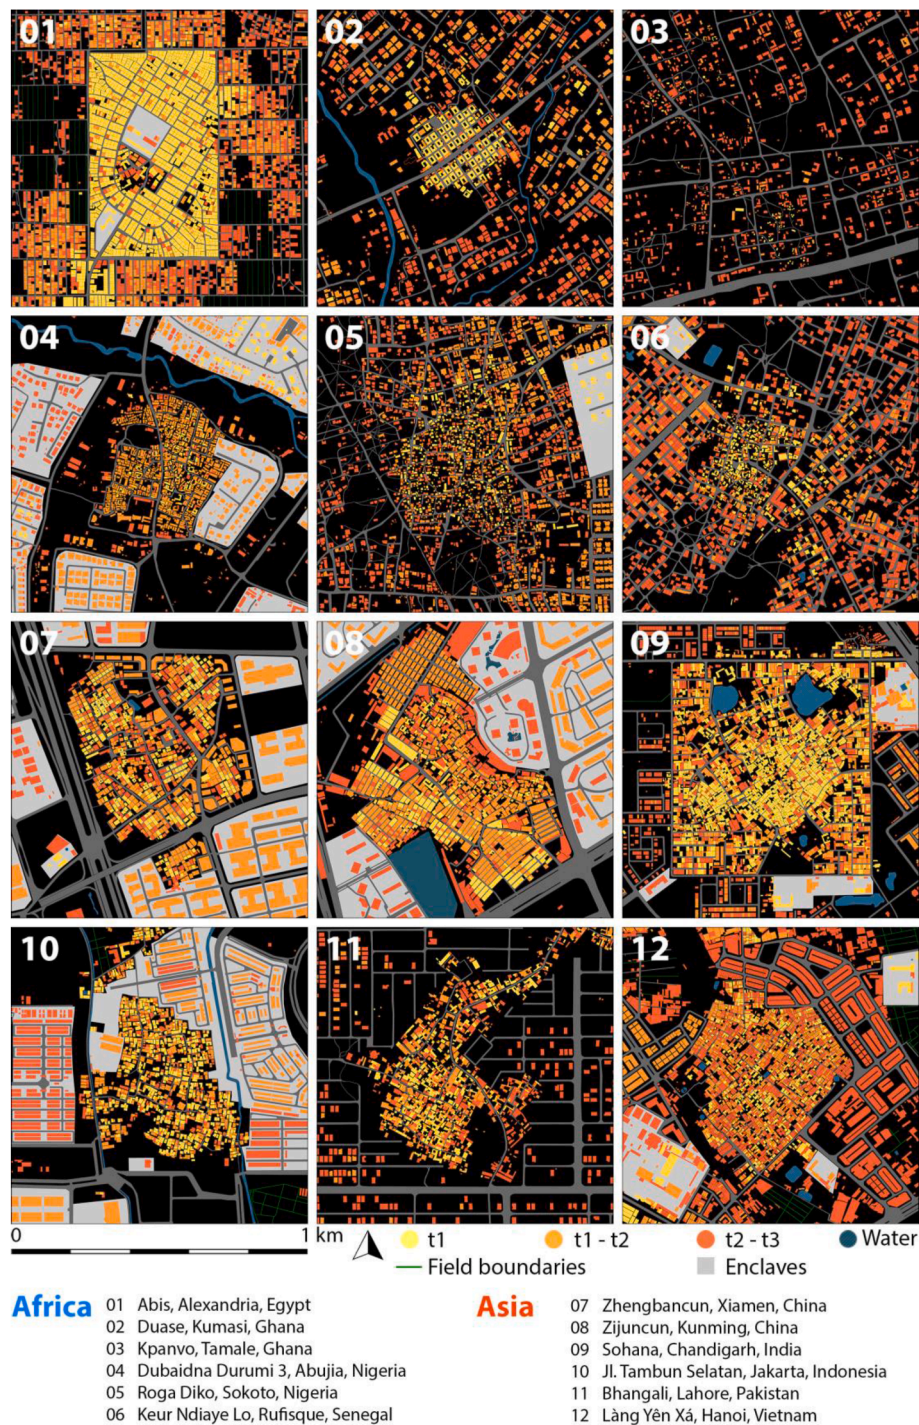 01 02 03
04 05 06
07 08 09
10 11 12
0 1 km t1 t1 - t2 t2 - t3 Water
Field boundaries Enclaves
Africa 01 Abis, Alexandria, Egypt
02 Duase, Kumasi, Ghana
03 Kpanvo, Tamale, Ghana
04 Dubaidna Durumi 3, Abujia, Nigeria
05 Roga Diko, Sokoto, Nigeria
06 Keur Ndiaye Lo, Rufisque, Senegal
Asia 07 Zhengbancun, Xiamen, China
08 Zijuncun, Kunming, China
09 Sohana, Chandigarh, India
10 Jl. Tambun Selatan, Jakarta, Indonesia
11 Bhangali, Lahore, Pakistan
12 Làng Yên Xá, Hanoi, Vietnam